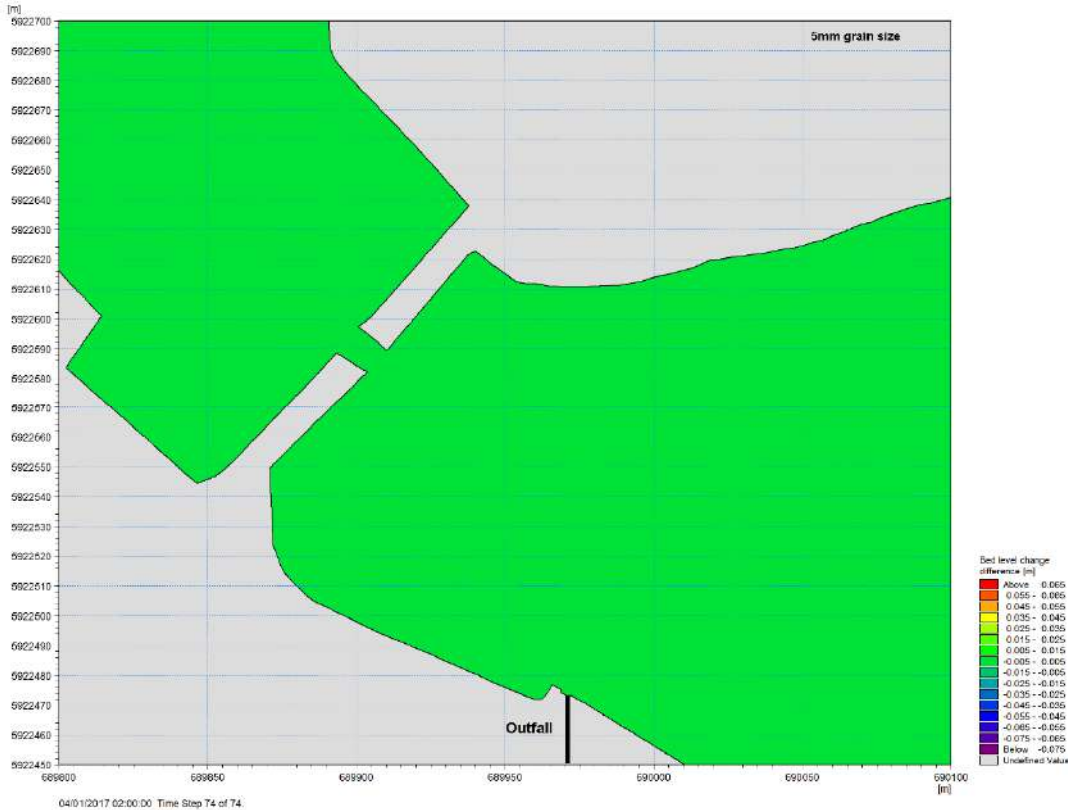 [m]
5922700
5922690
5922680
5922670
5922660
5922650
5922640
5922630
5922620
5922610
5922600
5922590
5922580
5922570
5922560
5922550
5922540
5922530
5922520
5922510
5922500
5922490
5922480
5922470
5922460
5922450
5mm grain size
Outfall
689800
689850
689900
689950
690000
690050
690100
[m]
Bed level change
difference [m]
Above 0.065
0.055 - 0.065
0.045 - 0.055
0.035 - 0.045
0.025 - 0.035
0.015 - 0.025
0.005 - 0.015
-0.005 - 0.005
-0.015 - -0.005
-0.025 - -0.015
-0.035 - -0.025
-0.045 - -0.035
-0.055 - -0.045
-0.065 - -0.055
-0.075 - -0.065
Below -0.075
Undefined Value
04/01/2017 02:00:00 Time Step 74 of 74.